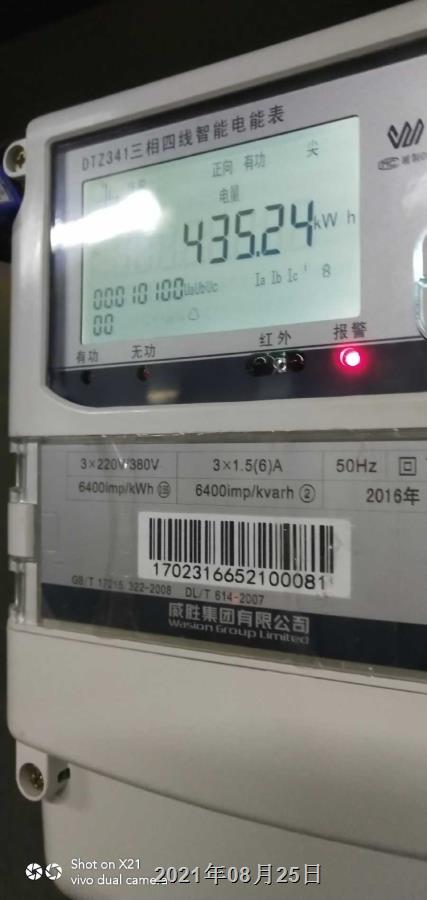 DTZ341三相四线智能电能表
正向 有功 尖
电量
435.24kWh
00010100UaUbUc Ia Ib Ic
00
有功 无功 红外 报警
3×220V/380V 3×1.5(6)A 50Hz
6400imp/kWh 6400imp/kvarh ② 2016年
1702316652100081
GB/T 17215.322-2008 DL/T 614-2007
威胜集团有限公司
Wasion Group Limited
Shot on X21
vivo dual camera
2021年08月25日